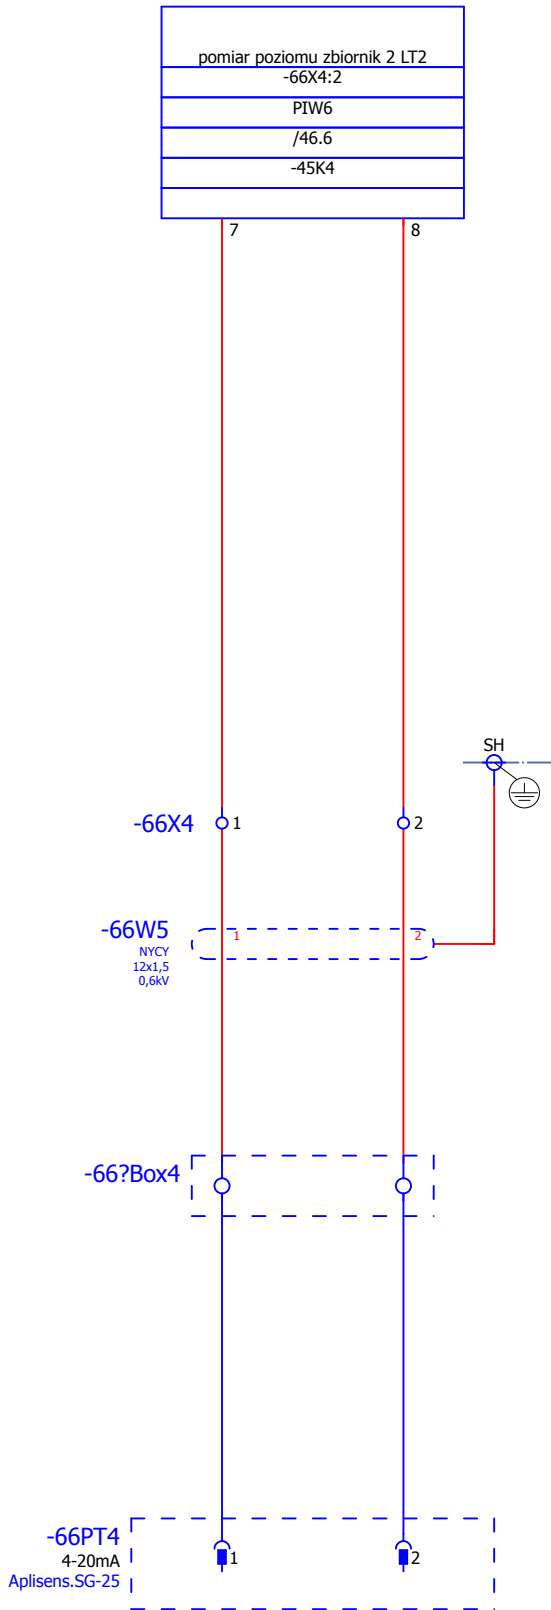 pomiar poziomu zbiornik 2 LT2
-66X4:2
PIW6
/46.6
-45K4
7 8
SH
-66X4 1 2
-66W5 1 2
NYCY
12x1,5
0,6kV
-66?Box4
-66PT4
4-20mA 1 2
Aplisens.SG-25